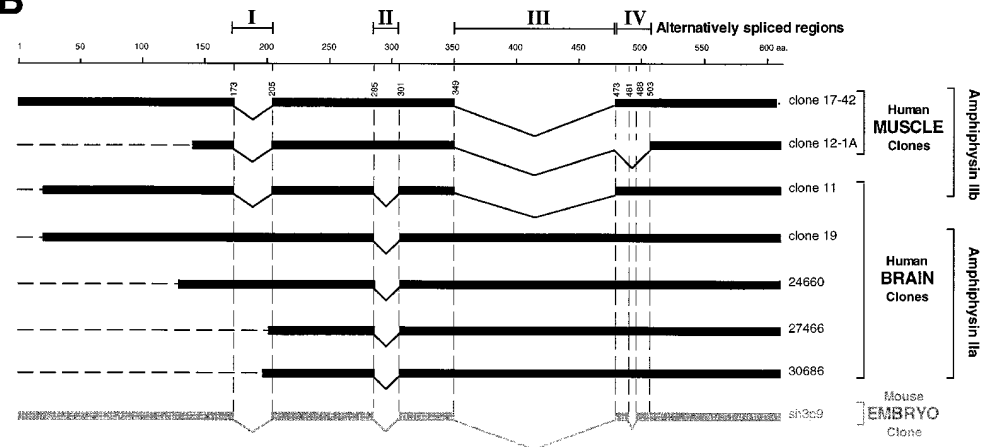 B
I II III IV Alternatively spliced regions
1 50 100 150 200 250 300 350 400 450 500 550 600 aa.
173 205 285 301 349 473 481 488 503
clone 17-42
clone 12-1A
Human
MUSCLE
Clones
Amphiphysin IIb
clone 11
clone 19
24660
27466
30686
Human
BRAIN
Clones
Amphiphysin IIa
sh3p9
Mouse
EMBRYO
Clone